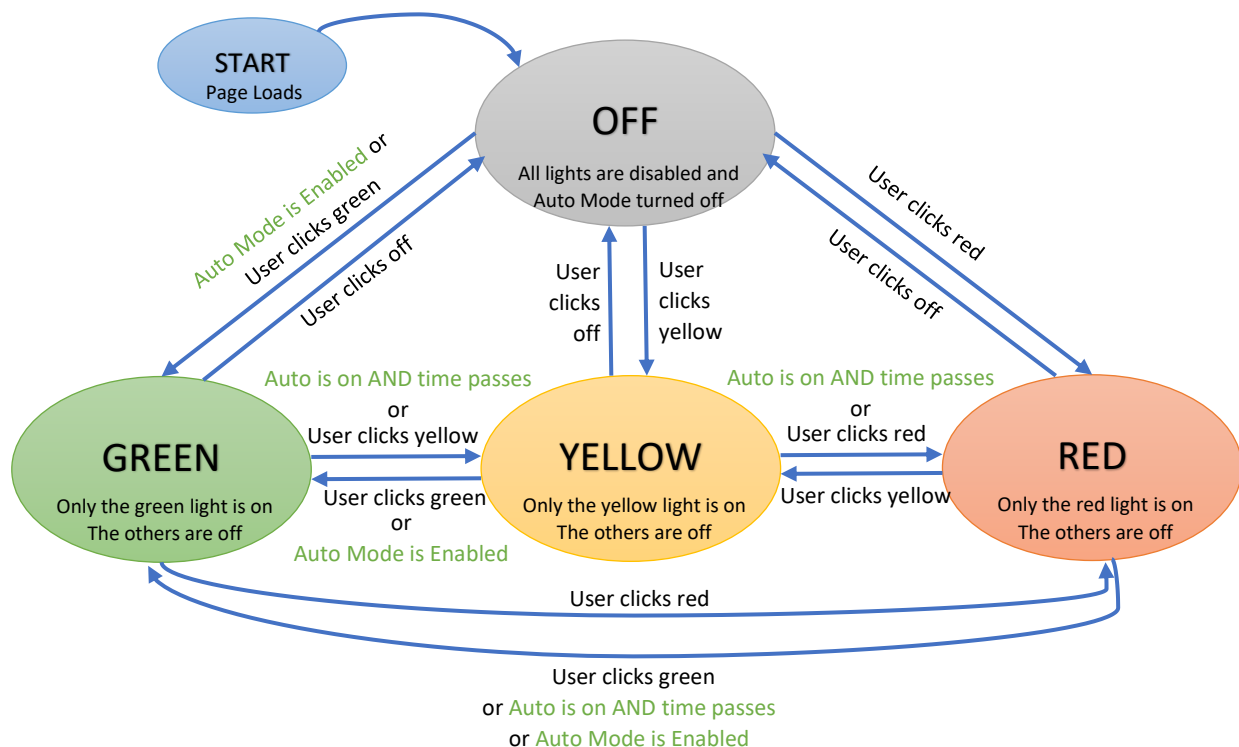 START
Page Loads
OFF
All lights are disabled and
Auto Mode turned off
Auto Mode is Enabled or
User clicks green
User clicks off
User
clicks
off
User
clicks
yellow
User clicks red
User clicks off
Auto is on AND time passes
or
User clicks yellow
Auto is on AND time passes
or
User clicks red
GREEN
Only the green light is on
The others are off
YELLOW
Only the yellow light is on
The others are off
RED
Only the red light is on
The others are off
User clicks green
or
Auto Mode is Enabled
User clicks yellow
User clicks red
User clicks green
or Auto is on AND time passes
or Auto Mode is Enabled